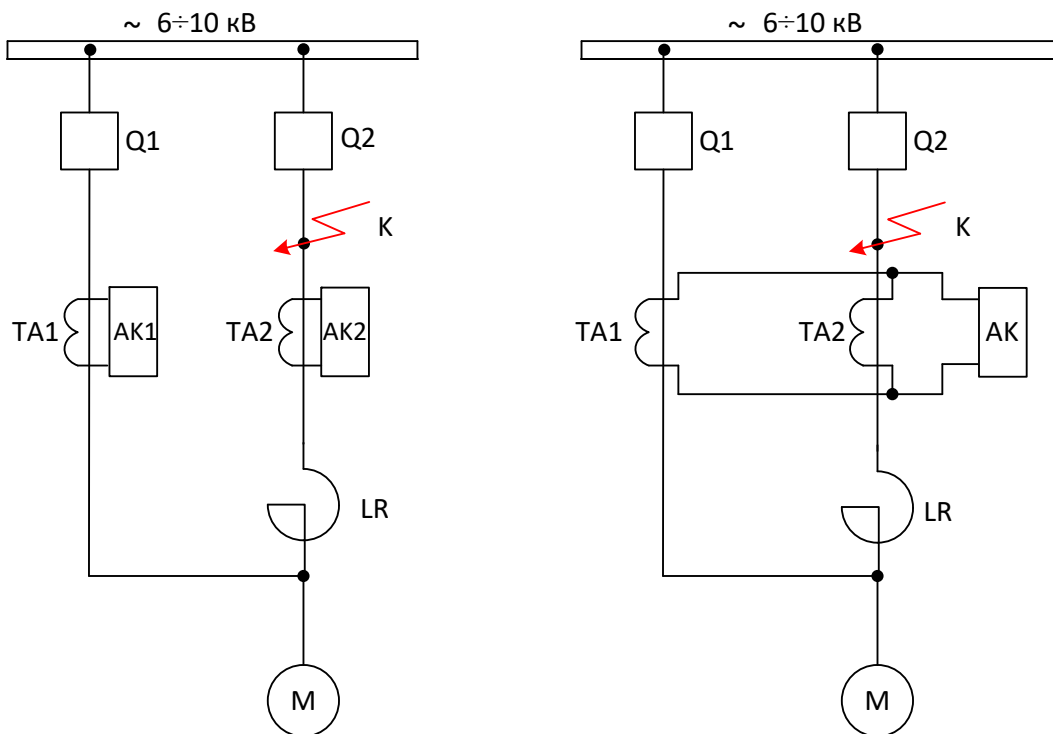 ~ 6÷10 кВ
Q1
Q2
K
TA1
AK1
TA2
AK2
LR
M
~ 6÷10 кВ
Q1
Q2
K
TA1
TA2
AK
LR
M